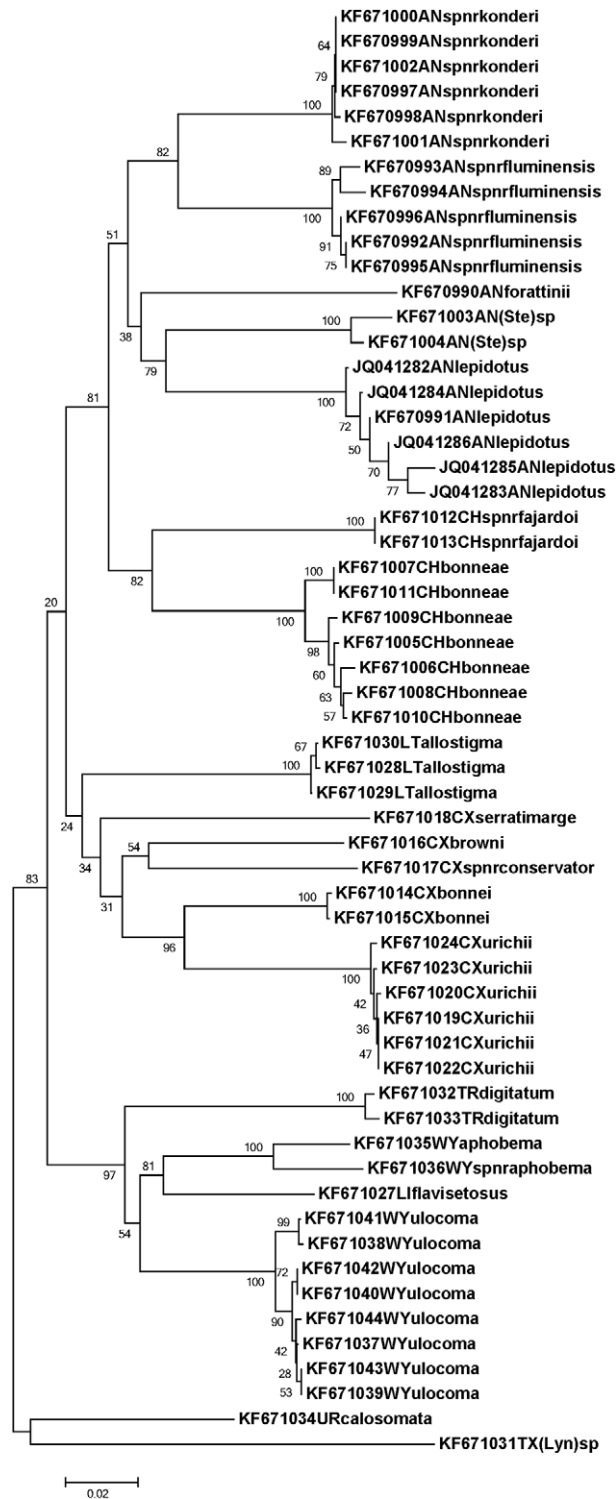 KF671000ANspnrkonderi
64
KF670999ANspnrkonderi
KF671002ANspnrkonderi
79
KF670997ANspnrkonderi
100
KF670998ANspnrkonderi
KF671001ANspnrkonderi
82
89
KF670993ANspnrfluminensis
KF670994ANspnrfluminensis
100
KF670996ANspnrfluminensis
51
91
KF670992ANspnrfluminensis
75
KF670995ANspnrfluminensis
KF670990ANforattinii
100
KF671003AN(Ste)sp
38
KF671004AN(Ste)sp
79
JQ041282ANlepidotus
81
100
JQ041284ANlepidotus
72
KF670991ANlepidotus
50
JQ041286ANlepidotus
70
JQ041285ANlepidotus
77
JQ041283ANlepidotus
KF671012CHspnrfajardoi
100
KF671013CHspnrfajardoi
82
100
KF671007CHbonneae
KF671011CHbonneae
20
100
KF671009CHbonneae
98
KF671005CHbonneae
60
KF671006CHbonneae
63
KF671008CHbonneae
57
KF671010CHbonneae
67
KF671030LTallostigma
100
KF671028LTallostigma
KF671029LTallostigma
24
KF671018CXserratimarge
54
KF671016CXbrowni
34
KF671017CXspnrconservator
83
31
100
KF671014CXbonnei
KF671015CXbonnei
96
KF671024CXurichii
100
KF671023CXurichii
42
KF671020CXurichii
36
KF671019CXurichii
47
KF671021CXurichii
KF671022CXurichii
100
KF671032TRdigitatum
KF671033TRdigitatum
97
100
KF671035WYaphobema
81
KF671036WYspnraphobema
KF671027LIflavisetosus
54
99
KF671041WYulocoma
KF671038WYulocoma
100
72
KF671042WYulocoma
KF671040WYulocoma
90
KF671044WYulocoma
42
KF671037WYulocoma
28
KF671043WYulocoma
53
KF671039WYulocoma
KF671034URcalosomata
KF671031TX(Lyn)sp
0.02